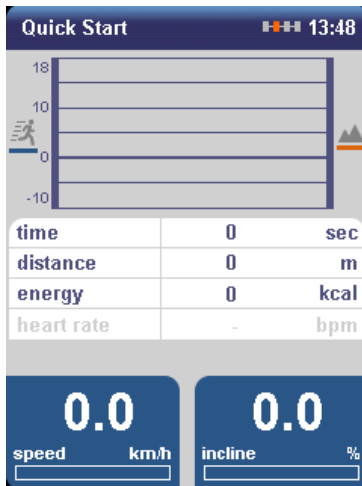 Quick Start 13:48
18
10
0
-10
time 0 sec
distance 0 m
energy 0 kcal
heart rate - bpm
0.0 0.0
speed km/h incline %